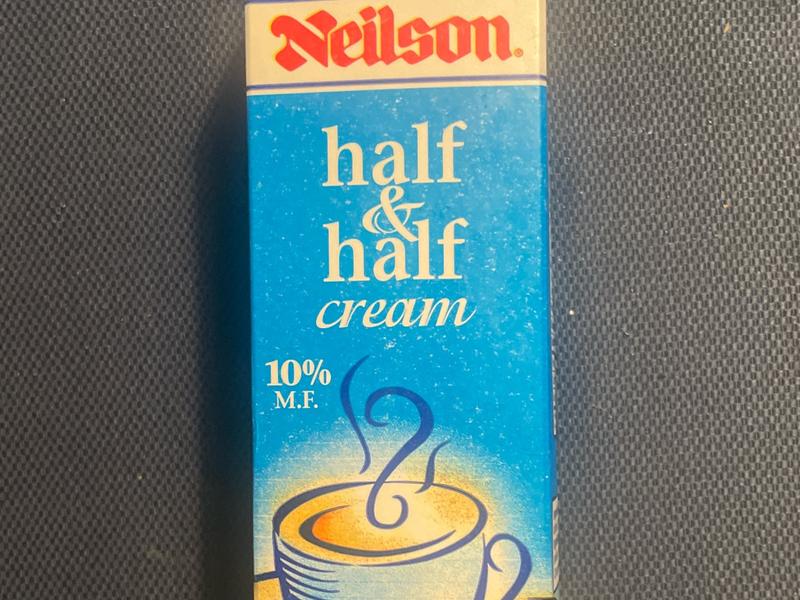 Neilson®
half
&
half
cream
10%
M.F.